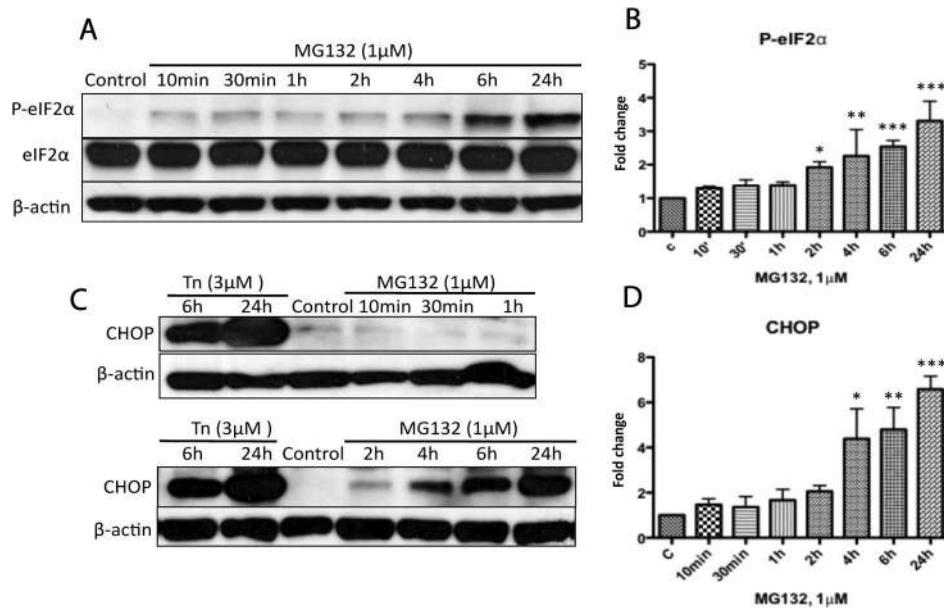 A
MG132 (1µM)
Control 10min 30min 1h 2h 4h 6h 24h
P-eIF2α
eIF2α
β-actin
B
P-eIF2α
Fold change
5
4
3
2
1
0
* ** *** ***
c 10' 30' 1h 2h 4h 6h 24h
MG132, 1µM
C
Tn (3µM ) MG132 (1µM)
6h 24h Control 10min 30min 1h
CHOP
β-actin
Tn (3µM) MG132 (1µM)
6h 24h Control 2h 4h 6h 24h
CHOP
β-actin
D
CHOP
Fold change
8
6
4
2
0
* ** ***
C 10min 30min 1h 2h 4h 6h 24h
MG132, 1µM